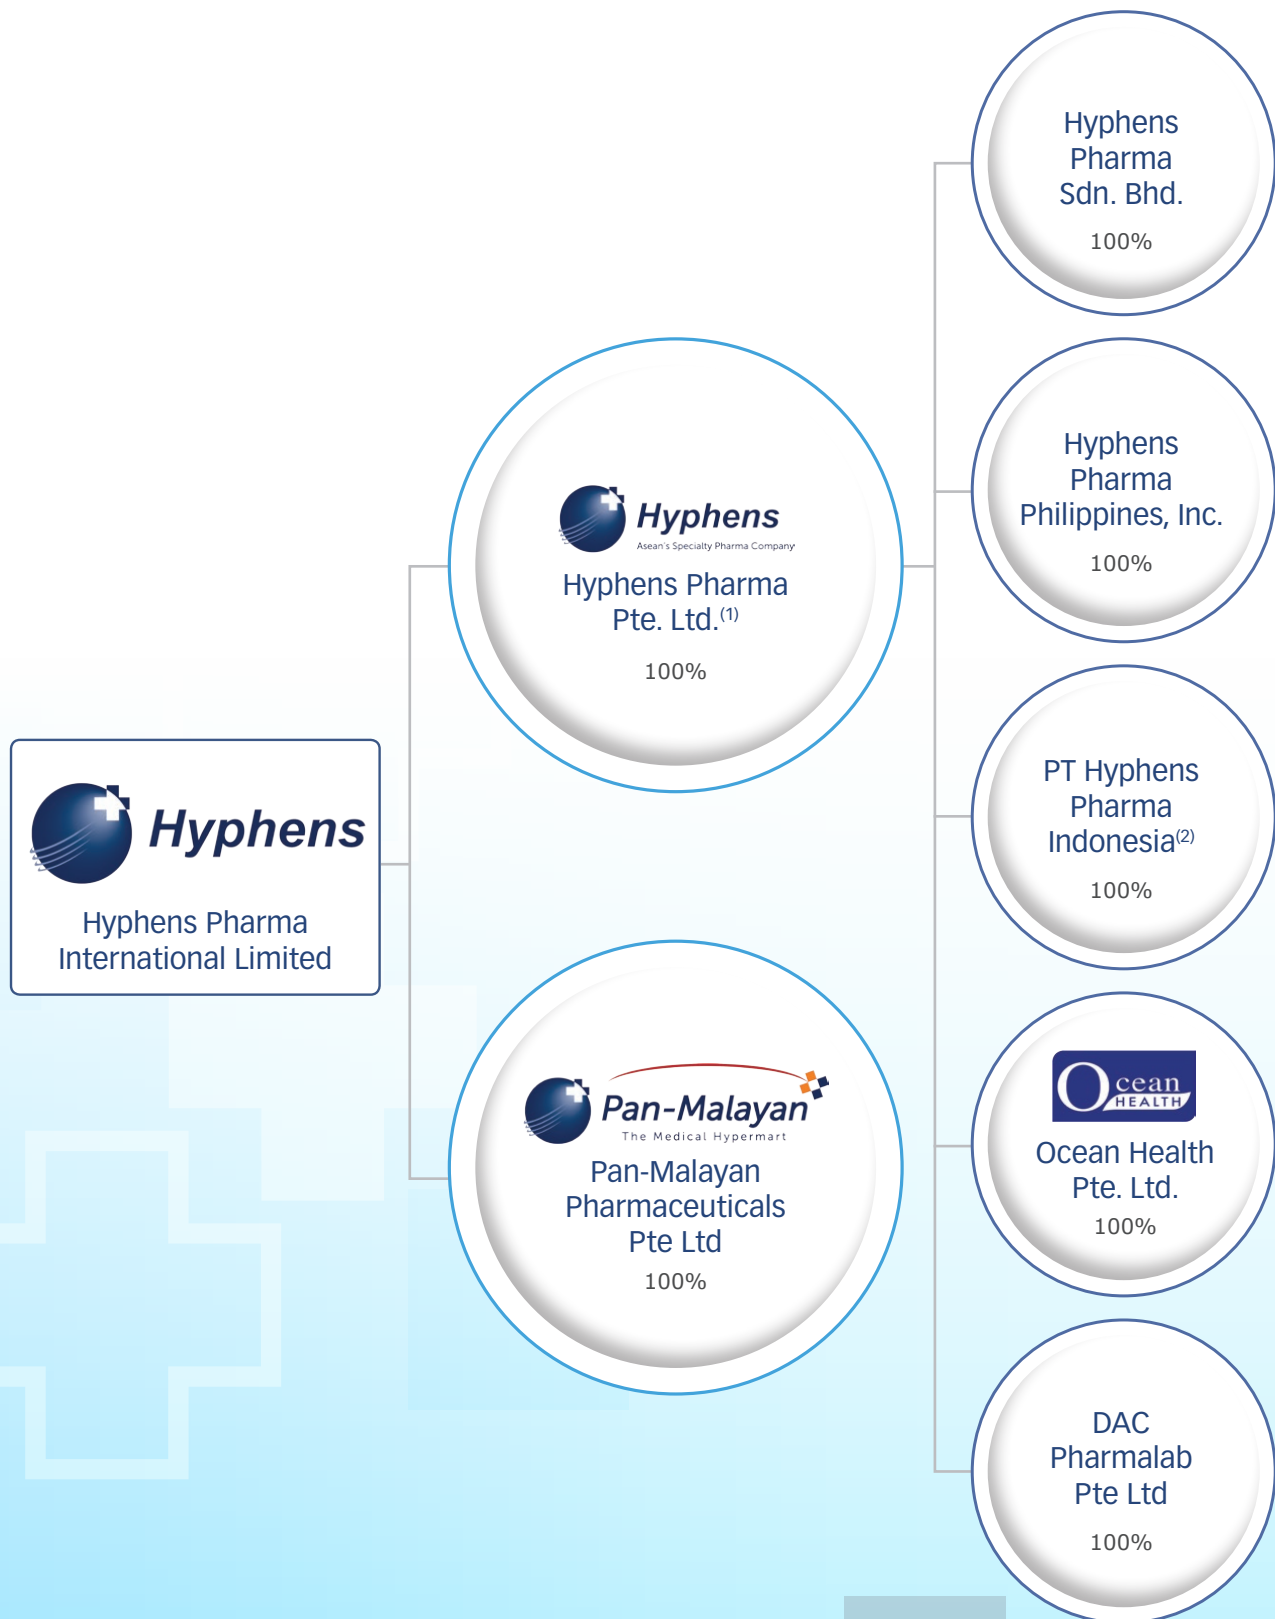 Hyphens
Hyphens Pharma
International Limited
Hyphens
Asean's Specialty Pharma Company
Hyphens Pharma
Pte. Ltd.(1)
100%
Pan-Malayan
The Medical Hypermart
Pan-Malayan
Pharmaceuticals
Pte Ltd
100%
Hyphens
Pharma
Sdn. Bhd.
100%
Hyphens
Pharma
Philippines, Inc.
100%
PT Hyphens
Pharma
Indonesia(2)
100%
Ocean
HEALTH
Ocean Health
Pte. Ltd.
100%
DAC
Pharmalab
Pte Ltd
100%